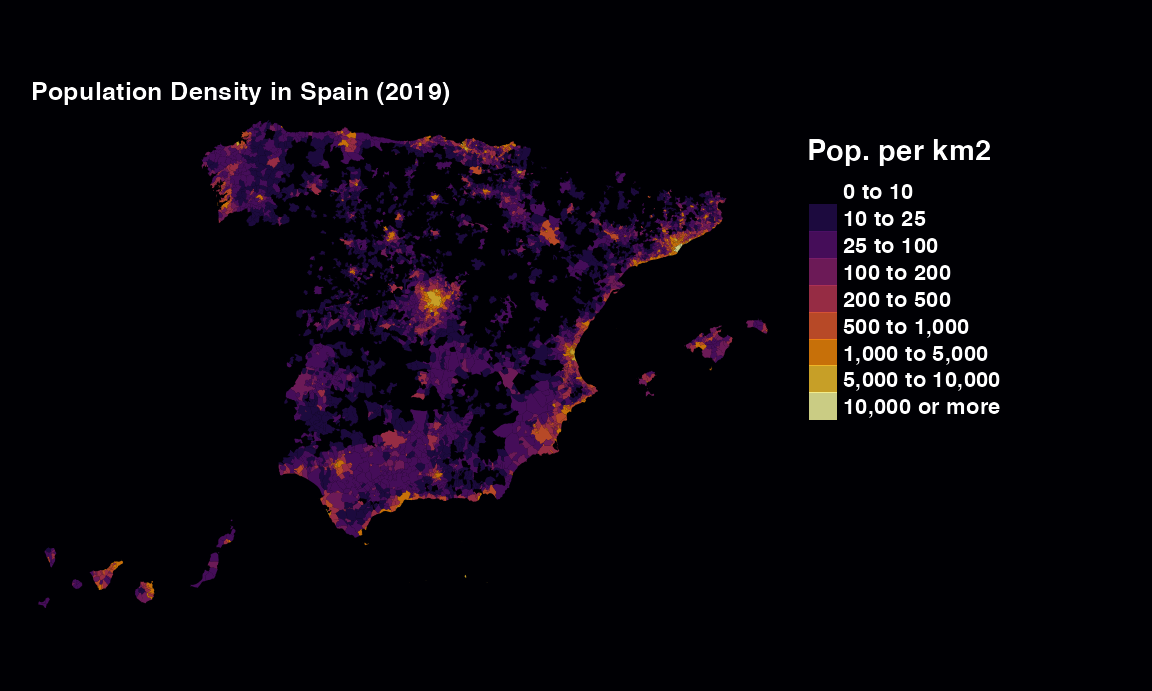 Population Density in Spain (2019)
Pop. per km2
0 to 10
10 to 25
25 to 100
100 to 200
200 to 500
500 to 1,000
1,000 to 5,000
5,000 to 10,000
10,000 or more